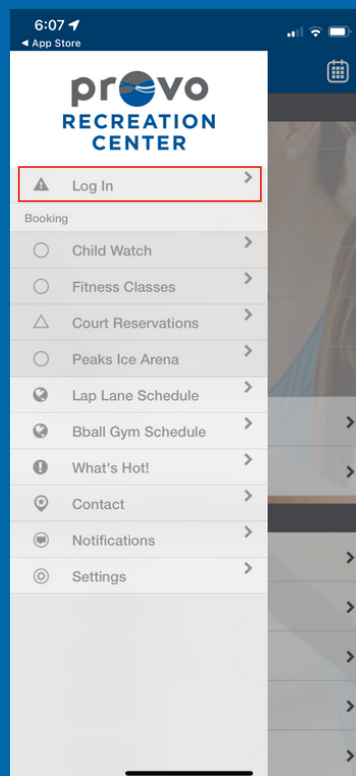 6:07
◀ App Store
provo
RECREATION
CENTER
Log In
Booking
Child Watch
Fitness Classes
Court Reservations
Peaks Ice Arena
Lap Lane Schedule
Bball Gym Schedule
What's Hot!
Contact
Notifications
Settings